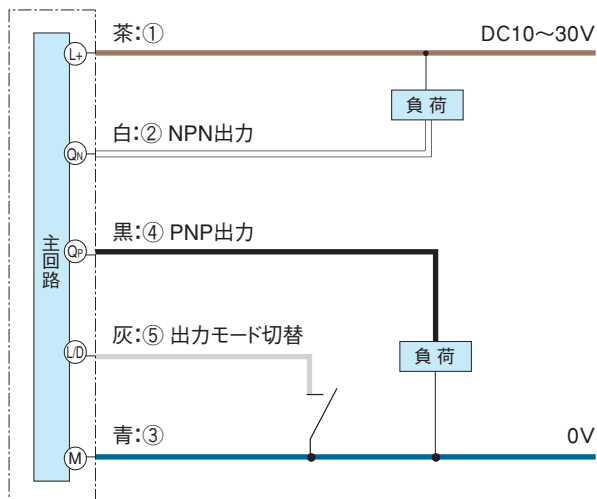 茶:① DC10～30V
L+
負荷
白:② NPN出力
QN
黒:④ PNP出力
QP
主回路
灰:⑤ 出力モード切替
L/D
負荷
青:③ 0V
M